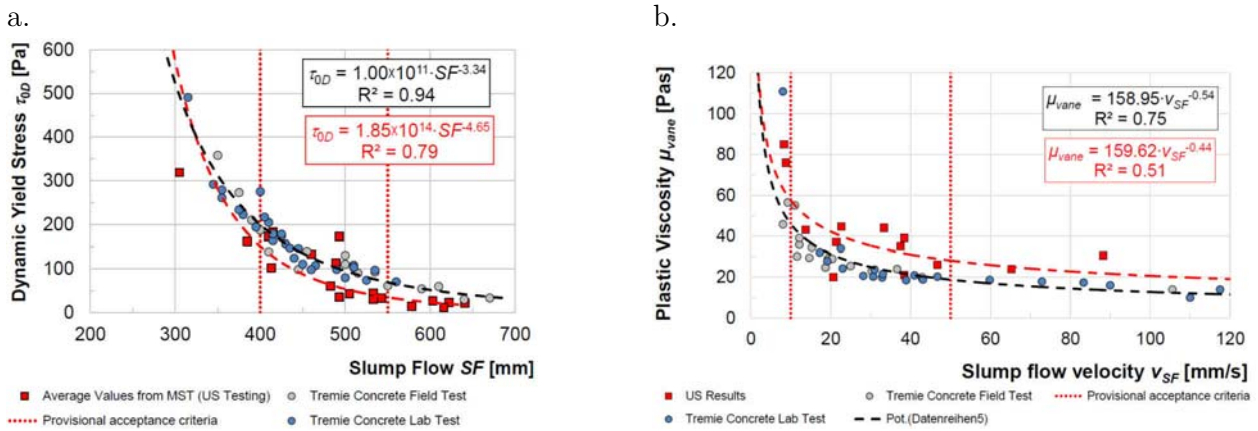 a.
600
500
400
300
200
100
0
Dynamic Yield Stress τ0D [Pa]
τ0D = 1.00x10^11·SF^-3.34
R² = 0.94
τ0D = 1.85x10^14·SF^-4.65
R² = 0.79
200 300 400 500 600 700
Slump Flow SF [mm]
Average Values from MST (US Testing)
Tremie Concrete Field Test
Provisional acceptance criteria
Tremie Concrete Lab Test
b.
120
100
80
60
40
20
0
Plastic Viscosity μvane [Pas]
μvane = 158.95·vSF^-0.54
R² = 0.75
μvane = 159.62·vSF^-0.44
R² = 0.51
0 20 40 60 80 100 120
Slump flow velocity vSF [mm/s]
US Results
Tremie Concrete Field Test
Provisional acceptance criteria
Tremie Concrete Lab Test
Pot.(Datenreihen5)